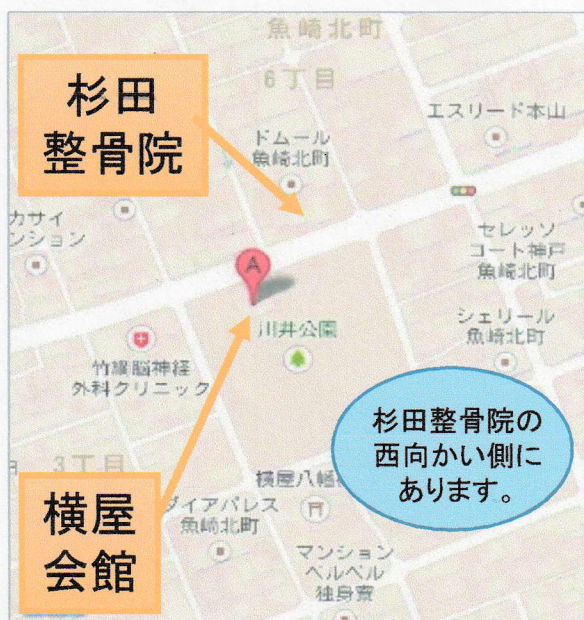 魚崎北町
6丁目
杉田
整骨院
エスリード本山
ドムール
魚崎北町
カサイ
ンション
セレッソ
コート神戸
魚崎北町
A
川井公園
シェリール
魚崎北町
外科クリニック
杉田整骨院の
西向かい側に
あります。
3丁目
横屋八幡
横屋
会館
ダイアパレス
魚崎北町
マンション
ベルベル
独身寮